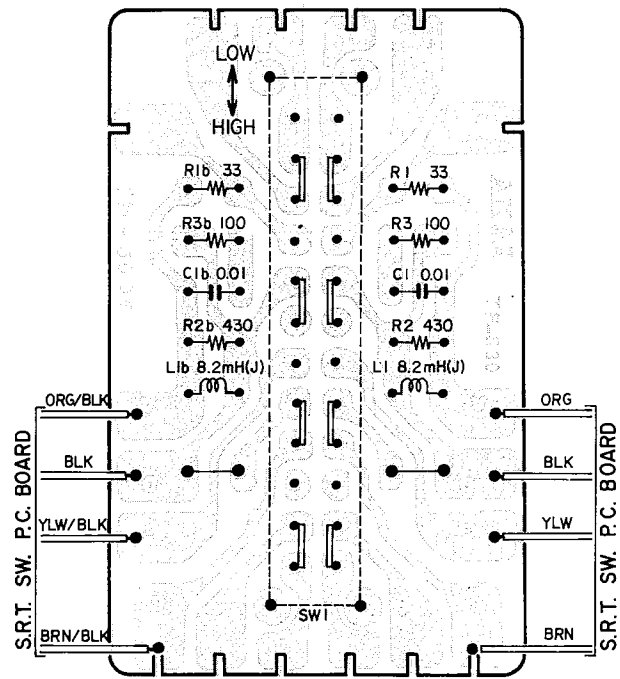 LOW
HIGH
R1b 33
R1 33
R3b 100
R3 100
C1b 0.01
C1 0.01
R2b 430
R2 430
L1b 8.2mH(J)
L1 8.2mH(J)
ORG/BLK
ORG
BLK
BLK
YLW/BLK
YLW
BRN/BLK
BRN
S.R.T. SW. P.C. BOARD
S.R.T. SW. P.C. BOARD
SW1